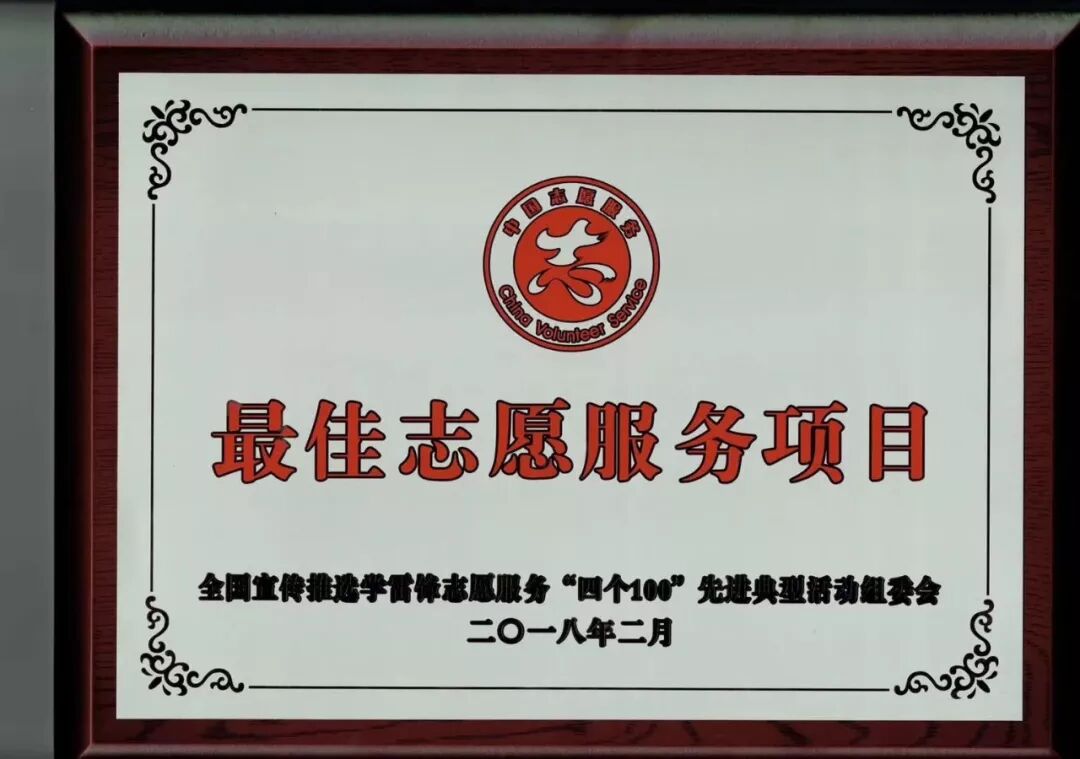 中国志愿服务
China Volunteer Service
最佳志愿服务项目
全国宣传推选学雷锋志愿服务“四个100”先进典型活动组委会
二〇一八年二月